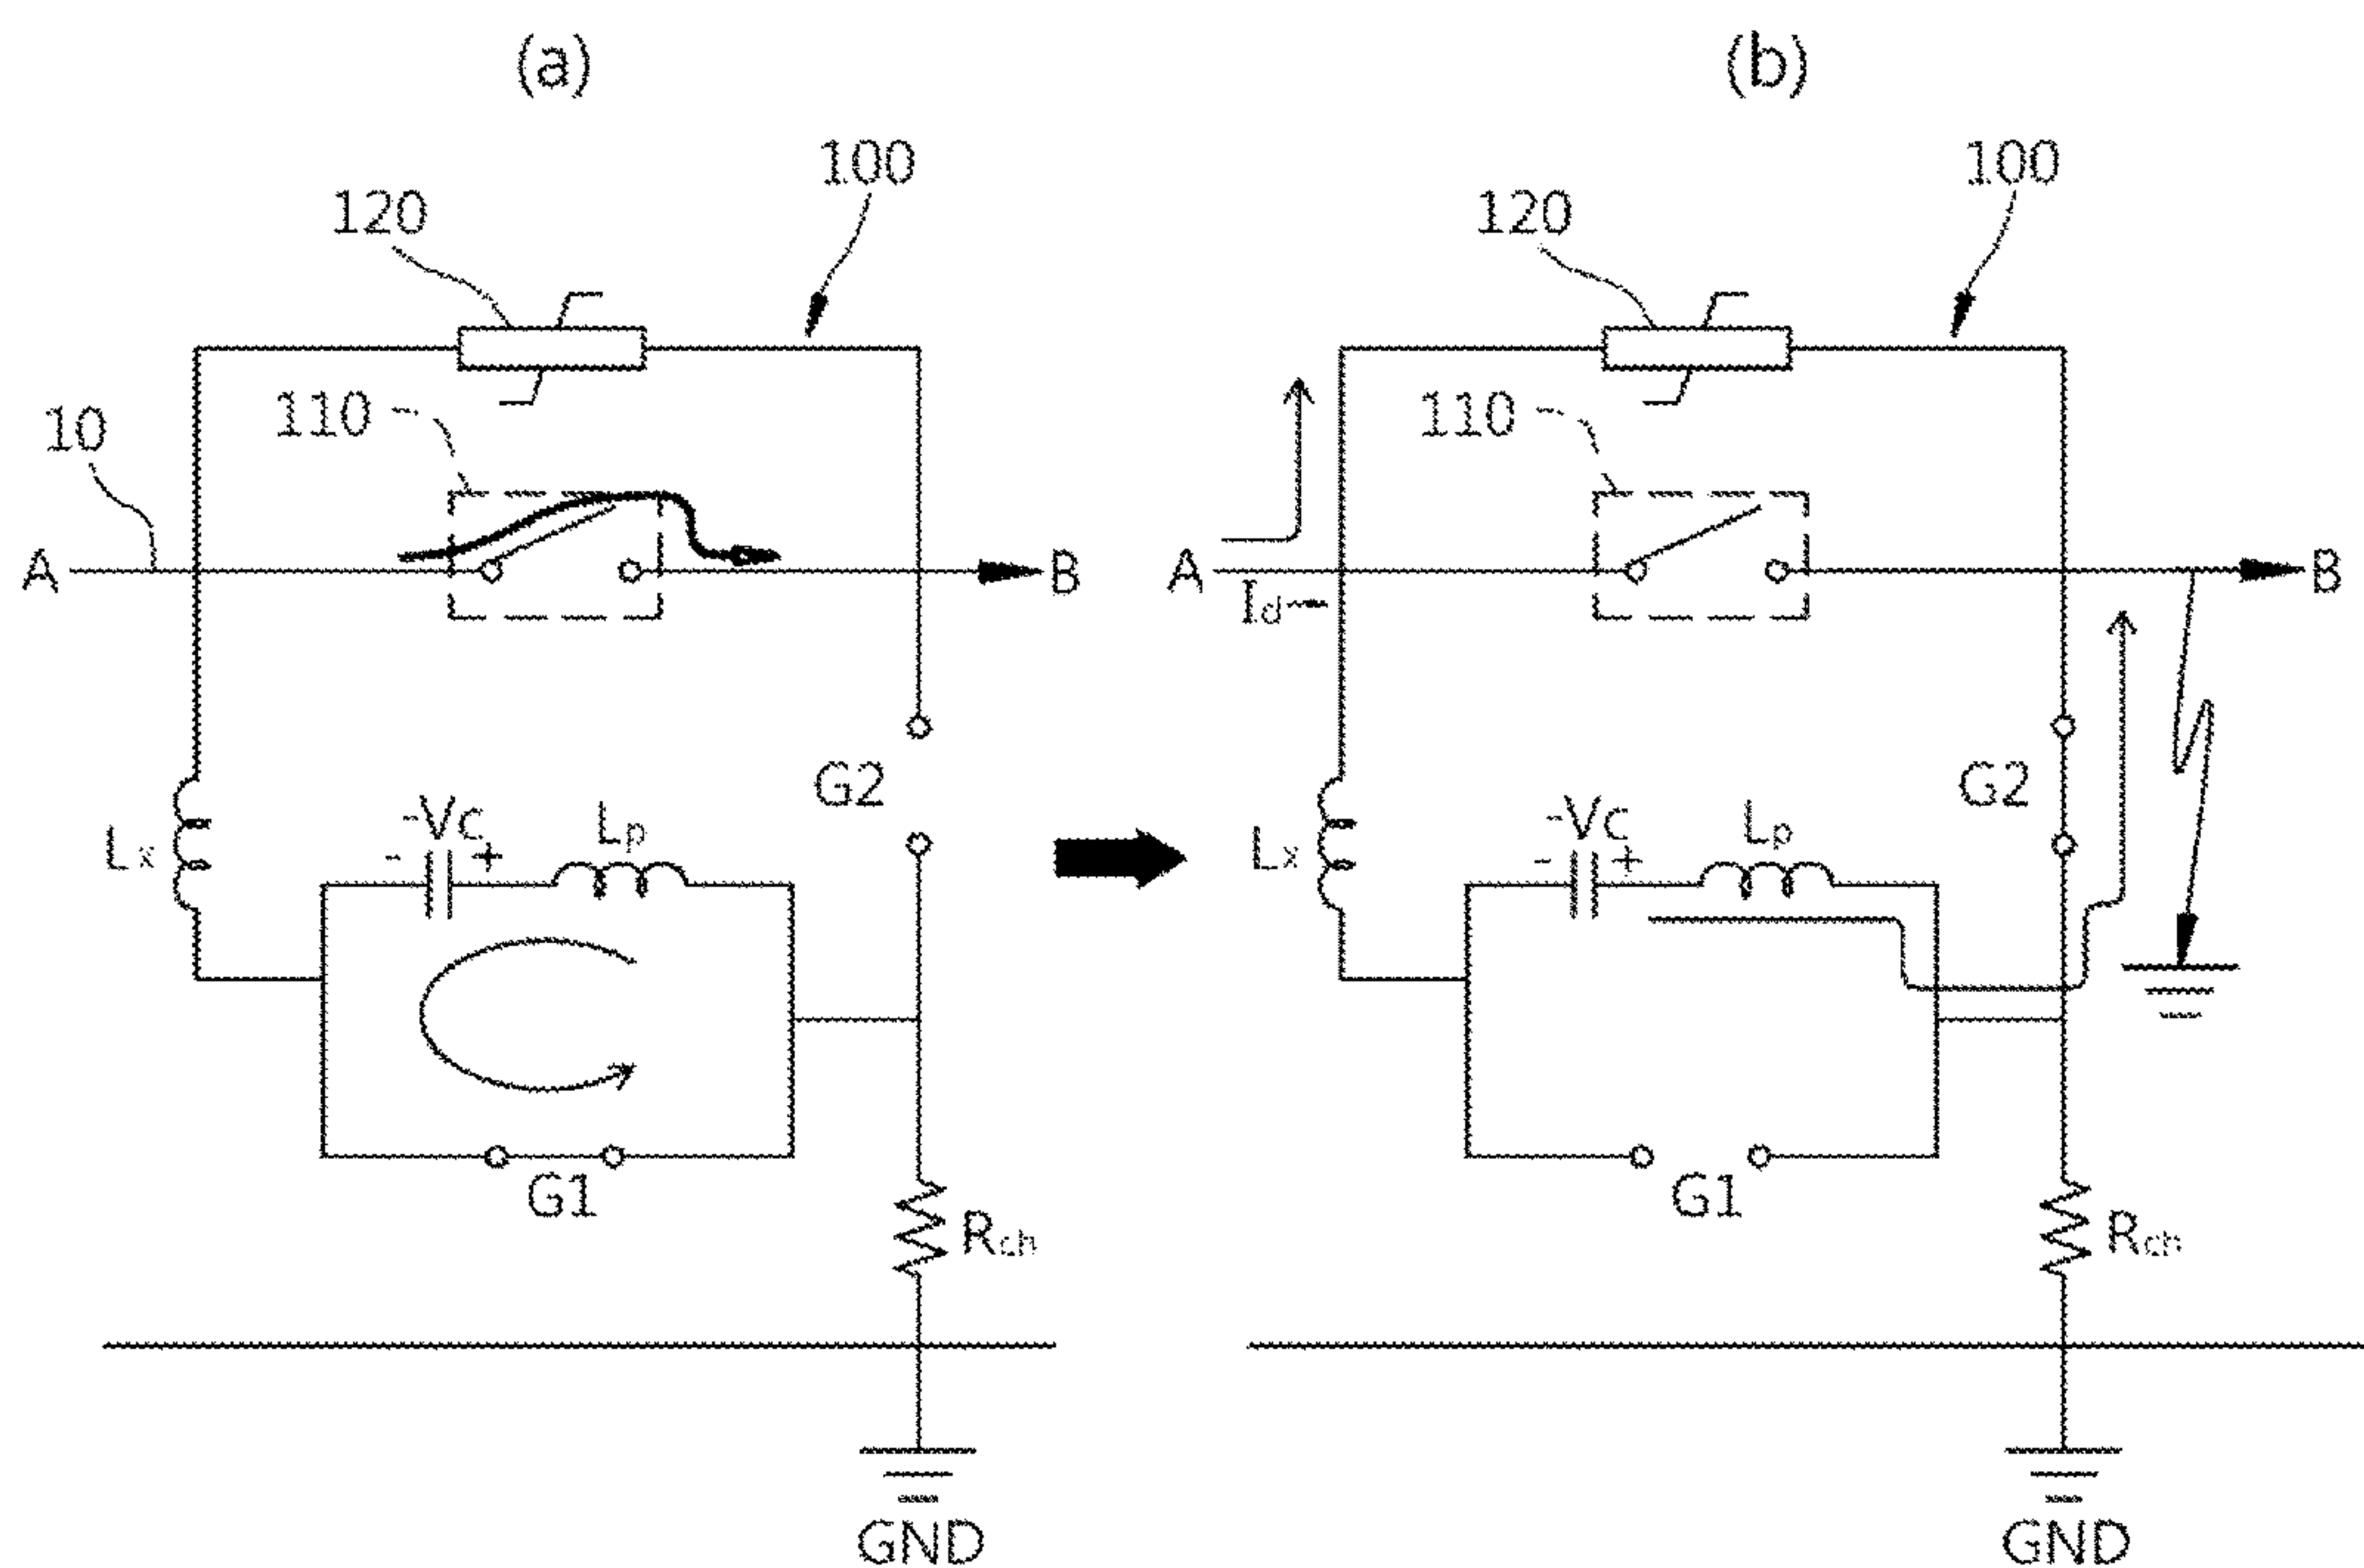 (a)
100
120
110
10
A
B
G2
-Vc
- +
Lp
Lx
G1
Rch
GND
(b)
100
120
110
A
B
Id
G2
-Vc
- +
Lp
Lx
G1
Rch
GND